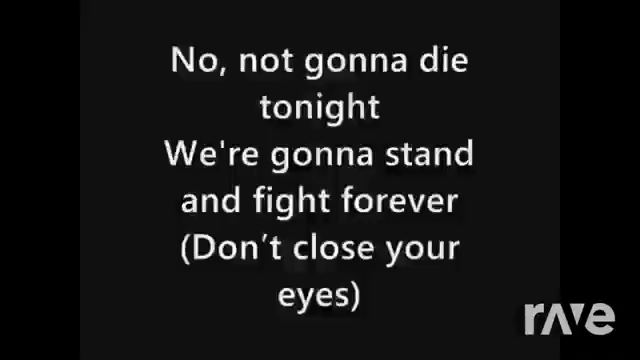 No, not gonna die
tonight
We're gonna stand
and fight forever
(Don’t close your
eyes)
rave